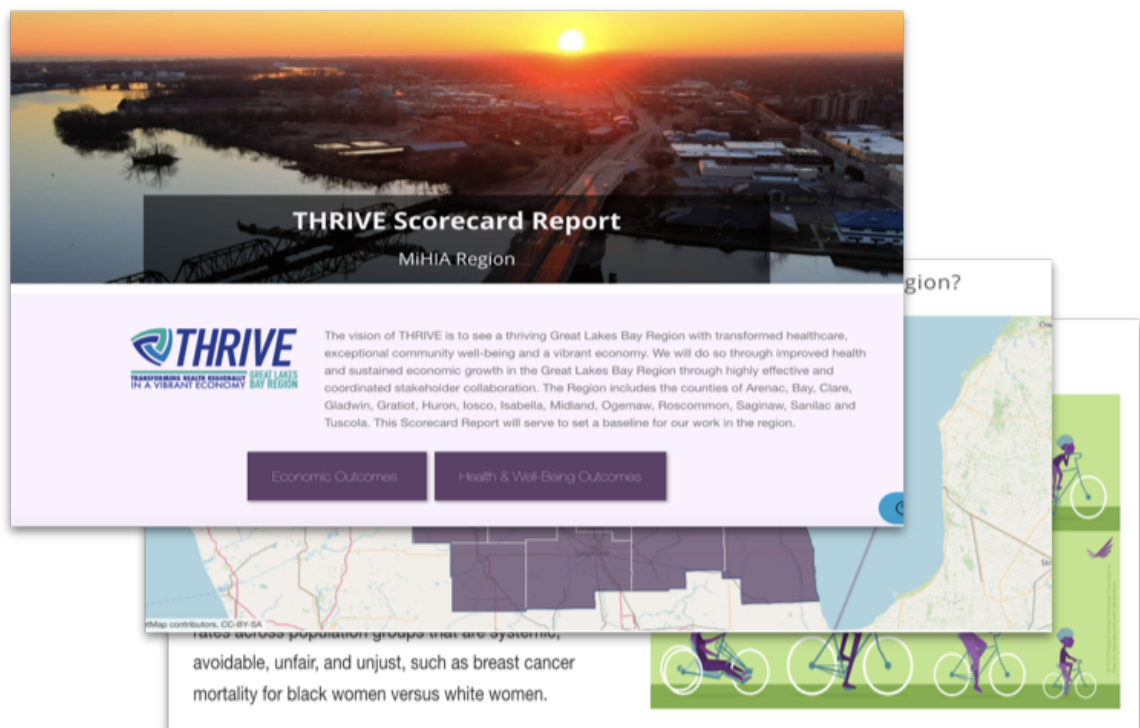 THRIVE Scorecard Report
MiHIA Region
gion?
THRIVE
TRANSFORMING HEALTH REGIONALLY
IN A VIBRANT ECONOMY
GREAT LAKES
BAY REGION
The vision of THRIVE is to see a thriving Great Lakes Bay Region with transformed healthcare,
exceptional community well-being and a vibrant economy. We will do so through improved health
and sustained economic growth in the Great Lakes Bay Region through highly effective and
coordinated stakeholder collaboration. The Region includes the counties of Arenac, Bay, Clare,
Gladwin, Gratiot, Huron, Iosco, Isabella, Midland, Ogemaw, Roscommon, Saginaw, Sanilac and
Tuscola. This Scorecard Report will serve to set a baseline for our work in the region.
Economic Outcomes
Health & Well-Being Outcomes
Saginaw
tMap contributors, CC-BY-SA
rates across population groups that are systemic,
avoidable, unfair, and unjust, such as breast cancer
mortality for black women versus white women.